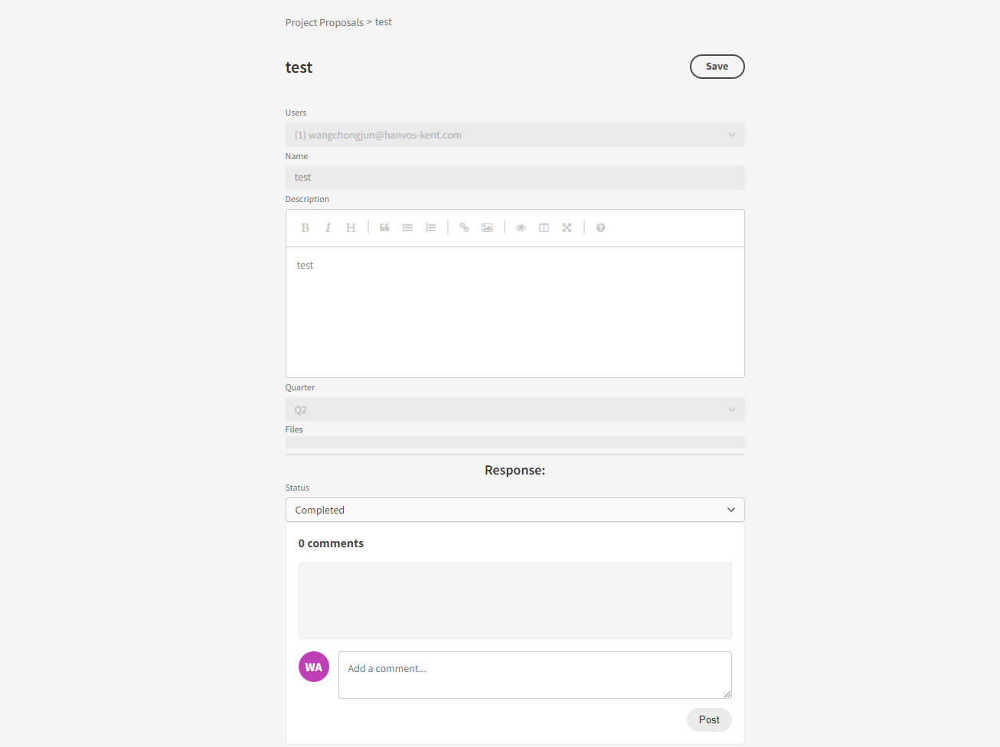 Project Proposals > test
test
Save
Users
(1) wangchongjun@hanvos-kent.com
Name
test
Description
B I H
test
Quarter
Q2
Files
Response:
Status
Completed
0 comments
WA
Add a comment...
Post